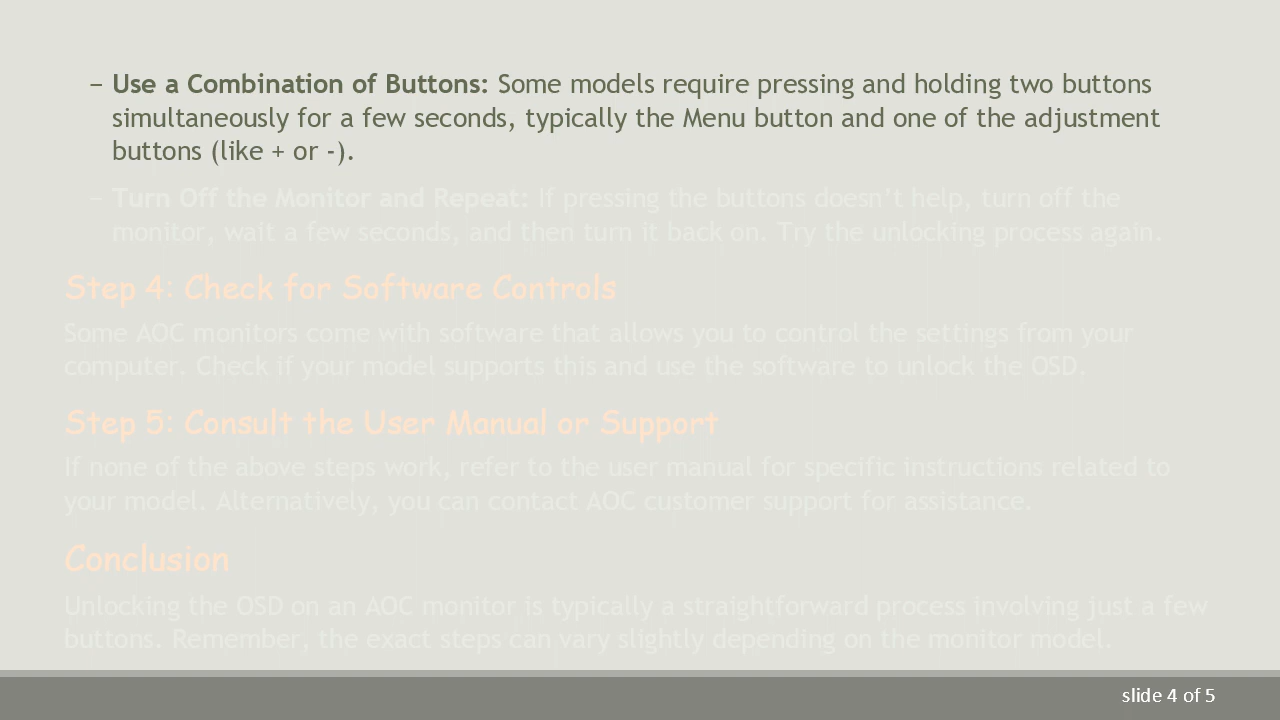 – Use a Combination of Buttons: Some models require pressing and holding two buttons
simultaneously for a few seconds, typically the Menu button and one of the adjustment
buttons (like + or -).
– Turn Off the Monitor and Repeat: If pressing the buttons doesn’t help, turn off the
monitor, wait a few seconds, and then turn it back on. Try the unlocking process again.
Step 4: Check for Software Controls
Some AOC monitors come with software that allows you to control the settings from your
computer. Check if your model supports this and use the software to unlock the OSD.
Step 5: Consult the User Manual or Support
If none of the above steps work, refer to the user manual for specific instructions related to
your model. Alternatively, you can contact AOC customer support for assistance.
Conclusion
Unlocking the OSD on an AOC monitor is typically a straightforward process involving just a few
buttons. Remember, the exact steps can vary slightly depending on the monitor model.
slide 4 of 5